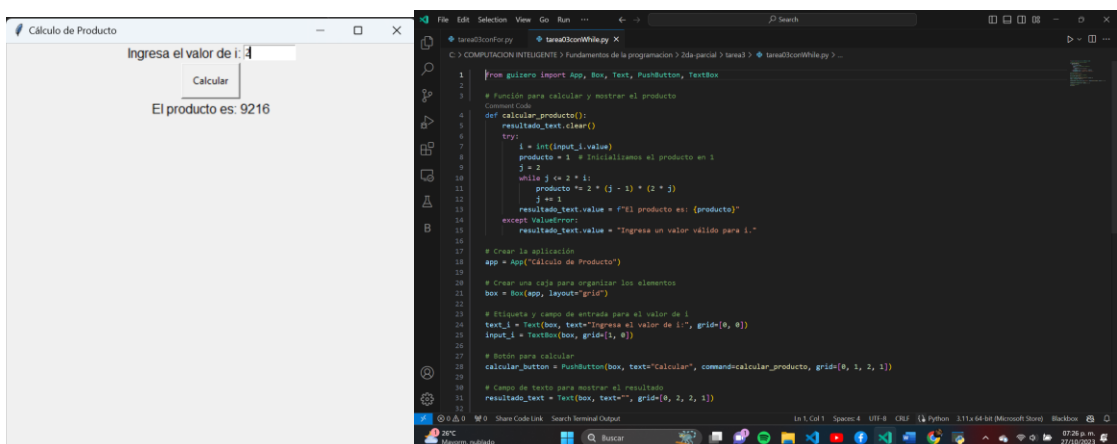 Cálculo de Producto
Ingresa el valor de i: 2
Calcular
El producto es: 9216
File Edit Selection View Go Run ···
Search
tarea03conFor.py
tarea03conWhile.py
C: > COMPUTACION INTELIGENTE > Fundamentos de la programacion > 2da-parcial > tarea3 > tarea03conWhile.py > ...
1 from guizero import App, Box, Text, PushButton, TextBox
2
3 # Función para calcular y mostrar el producto
Comment Code
4 def calcular_producto():
5 resultado_text.clear()
6 try:
7 i = int(input_i.value)
8 producto = 1 # Inicializamos el producto en 1
9 j = 2
10 while j <= 2 * i:
11 producto *= 2 * (j - 1) * (2 * j)
12 j += 1
13 resultado_text.value = f"El producto es: {producto}"
14 except ValueError:
15 resultado_text.value = "Ingresa un valor válido para i."
16
17 # Crear la aplicación
18 app = App("Cálculo de Producto")
19
20 # Crear una caja para organizar los elementos
21 box = Box(app, layout="grid")
22
23 # Etiqueta y campo de entrada para el valor de i
24 text_i = Text(box, text="Ingresa el valor de i:", grid=[0, 0])
25 input_i = TextBox(box, grid=[1, 0])
26
27 # Botón para calcular
28 calcular_button = PushButton(box, text="Calcular", command=calcular_producto, grid=[0, 1, 2, 1])
29
30 # Campo de texto para mostrar el resultado
31 resultado_text = Text(box, text="", grid=[0, 2, 2, 1])
32
0 0 0 Share Code Link Search Terminal Output
Ln 1, Col 1 Spaces: 4 UTF-8 CRLF Python 3.11.x 64-bit (Microsoft Store) Blackbox
26°C
Mayorm. nublado
Buscar
07:26 p. m.
27/10/2023